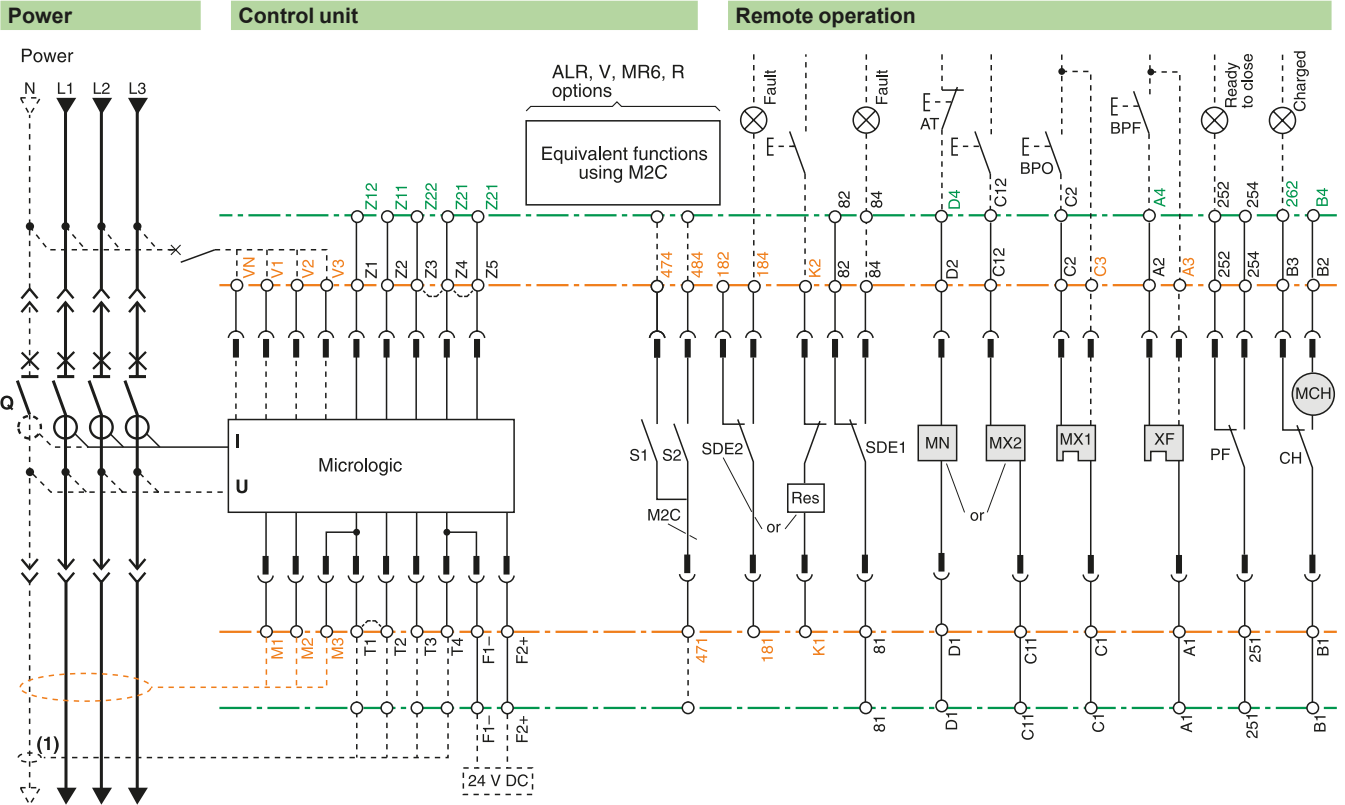 Power
Control unit
Remote operation
Power
N L1 L2 L3
ALR, V, MR6, R
options
Equivalent functions
using M2C
Fault
Fault
AT
BPO
BPF
Ready
to close
Charged
Z12 Z11 Z22 Z21 Z21
82 84 D4 C12 C2 A4 252 254 262 B4
VN V1 V2 V3 Z1 Z2 Z3 Z4 Z5 474 484 182 184 K2 82 84 D2 C12 C2 C3 A2 A3 252 254 B3 B2
Q
MCH
I
Micrologic
U
S1 S2 SDE2 SDE1 MN MX2 MX1 XF PF CH
Res
M2C
or
or
M1 M2 M3 T1 T2 T3 T4 F1– F2+ 471 181 K1 81 D1 C11 C1 A1 251 B1
F1– F2+ 81 D1 C11 C1 A1 251 B1
(1)
24 V DC